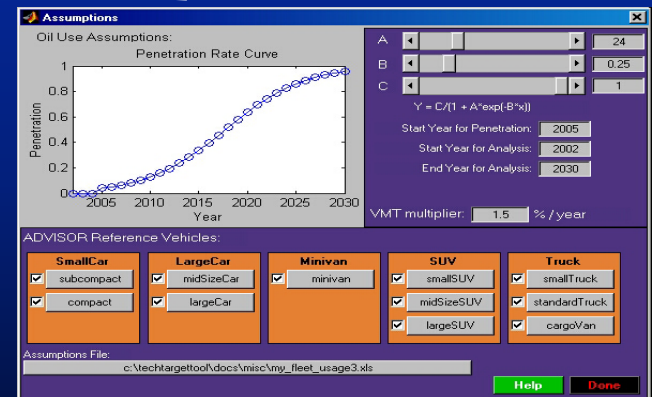 Assumptions
Oil Use Assumptions:
Penetration Rate Curve
1
0.8
0.6
0.4
0.2
0
Penetration
2005 2010 2015 2020 2025 2030
Year
A 24
B 0.25
C 1
Y = C/(1 + A*exp(-B*x))
Start Year for Penetration: 2005
Start Year for Analysis: 2002
End Year for Analysis: 2030
VMT multiplier: 1.5 % / year
ADVISOR Reference Vehicles:
SmallCar LargeCar Minivan SUV Truck
subcompact midSizeCar minivan smallSUV smallTruck
compact largeCar midSizeSUV standardTruck
largeSUV cargoVan
Assumptions File:
c:\techtargettool\docs\misc\my_fleet_usage3.xls
Help Done